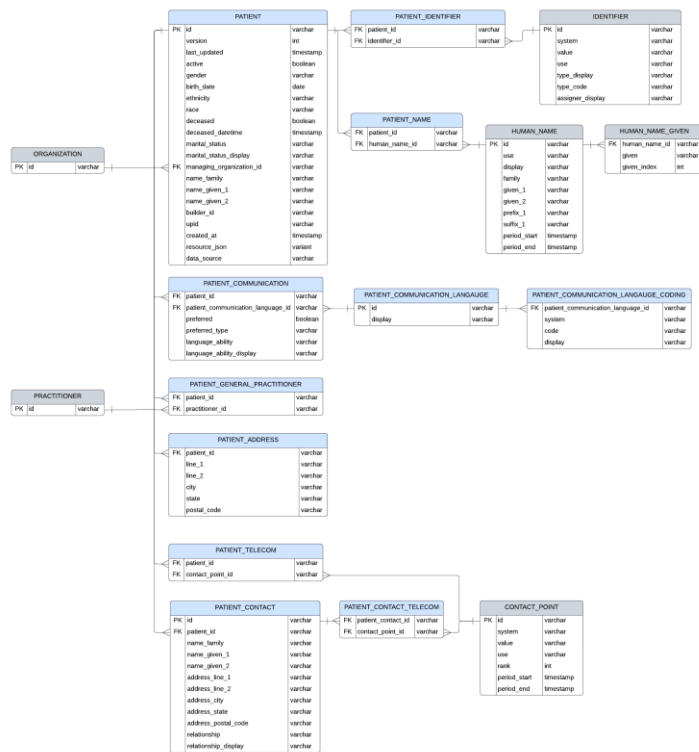 PATIENT
PK id varchar
version int
last_updated timestamp
active boolean
gender varchar
birth_date date
ethnicity varchar
race varchar
deceased boolean
deceased_datetime timestamp
marital_status varchar
marital_status_display varchar
FK managing_organization_id varchar
name_family varchar
name_given_1 varchar
name_given_2 varchar
builder_id varchar
upid varchar
created_at timestamp
resource_json variant
data_source varchar
PATIENT_IDENTIFIER
FK patient_id varchar
FK identifier_id varchar
IDENTIFIER
PK id varchar
system varchar
value varchar
use varchar
type_display varchar
type_code varchar
assigner_display varchar
PATIENT_NAME
FK patient_id varchar
FK human_name_id varchar
HUMAN_NAME
PK id varchar
use varchar
display varchar
family varchar
given_1 varchar
given_2 varchar
prefix_1 varchar
suffix_1 varchar
period_start timestamp
period_end timestamp
HUMAN_NAME_GIVEN
FK human_name_id varchar
given varchar
given_index int
ORGANIZATION
PK id varchar
PATIENT_COMMUNICATION
FK patient_id varchar
FK patient_communication_language_id varchar
preferred boolean
preferred_type varchar
language_ability varchar
language_ability_display varchar
PATIENT_COMMUNICATION_LANGAUGE
PK id varchar
display varchar
PATIENT_COMMUNICATION_LANGAUGE_CODING
FK patient_communication_language_id varchar
system varchar
code varchar
display varchar
PRACTITIONER
PK id varchar
PATIENT_GENERAL_PRACTITIONER
FK patient_id varchar
FK practitioner_id varchar
PATIENT_ADDRESS
FK patient_id varchar
line_1 varchar
line_2 varchar
city varchar
state varchar
postal_code varchar
PATIENT_TELECOM
FK patient_id varchar
FK contact_point_id varchar
PATIENT_CONTACT
PK id varchar
FK patient_id varchar
name_family varchar
name_given_1 varchar
name_given_2 varchar
address_line_1 varchar
address_line_2 varchar
address_city varchar
address_state varchar
address_postal_code varchar
relationship varchar
relationship_display varchar
PATIENT_CONTACT_TELECOM
FK patient_contact_id varchar
FK contact_point_id varchar
CONTACT_POINT
PK id varchar
system varchar
value varchar
use varchar
rank int
period_start timestamp
period_end timestamp